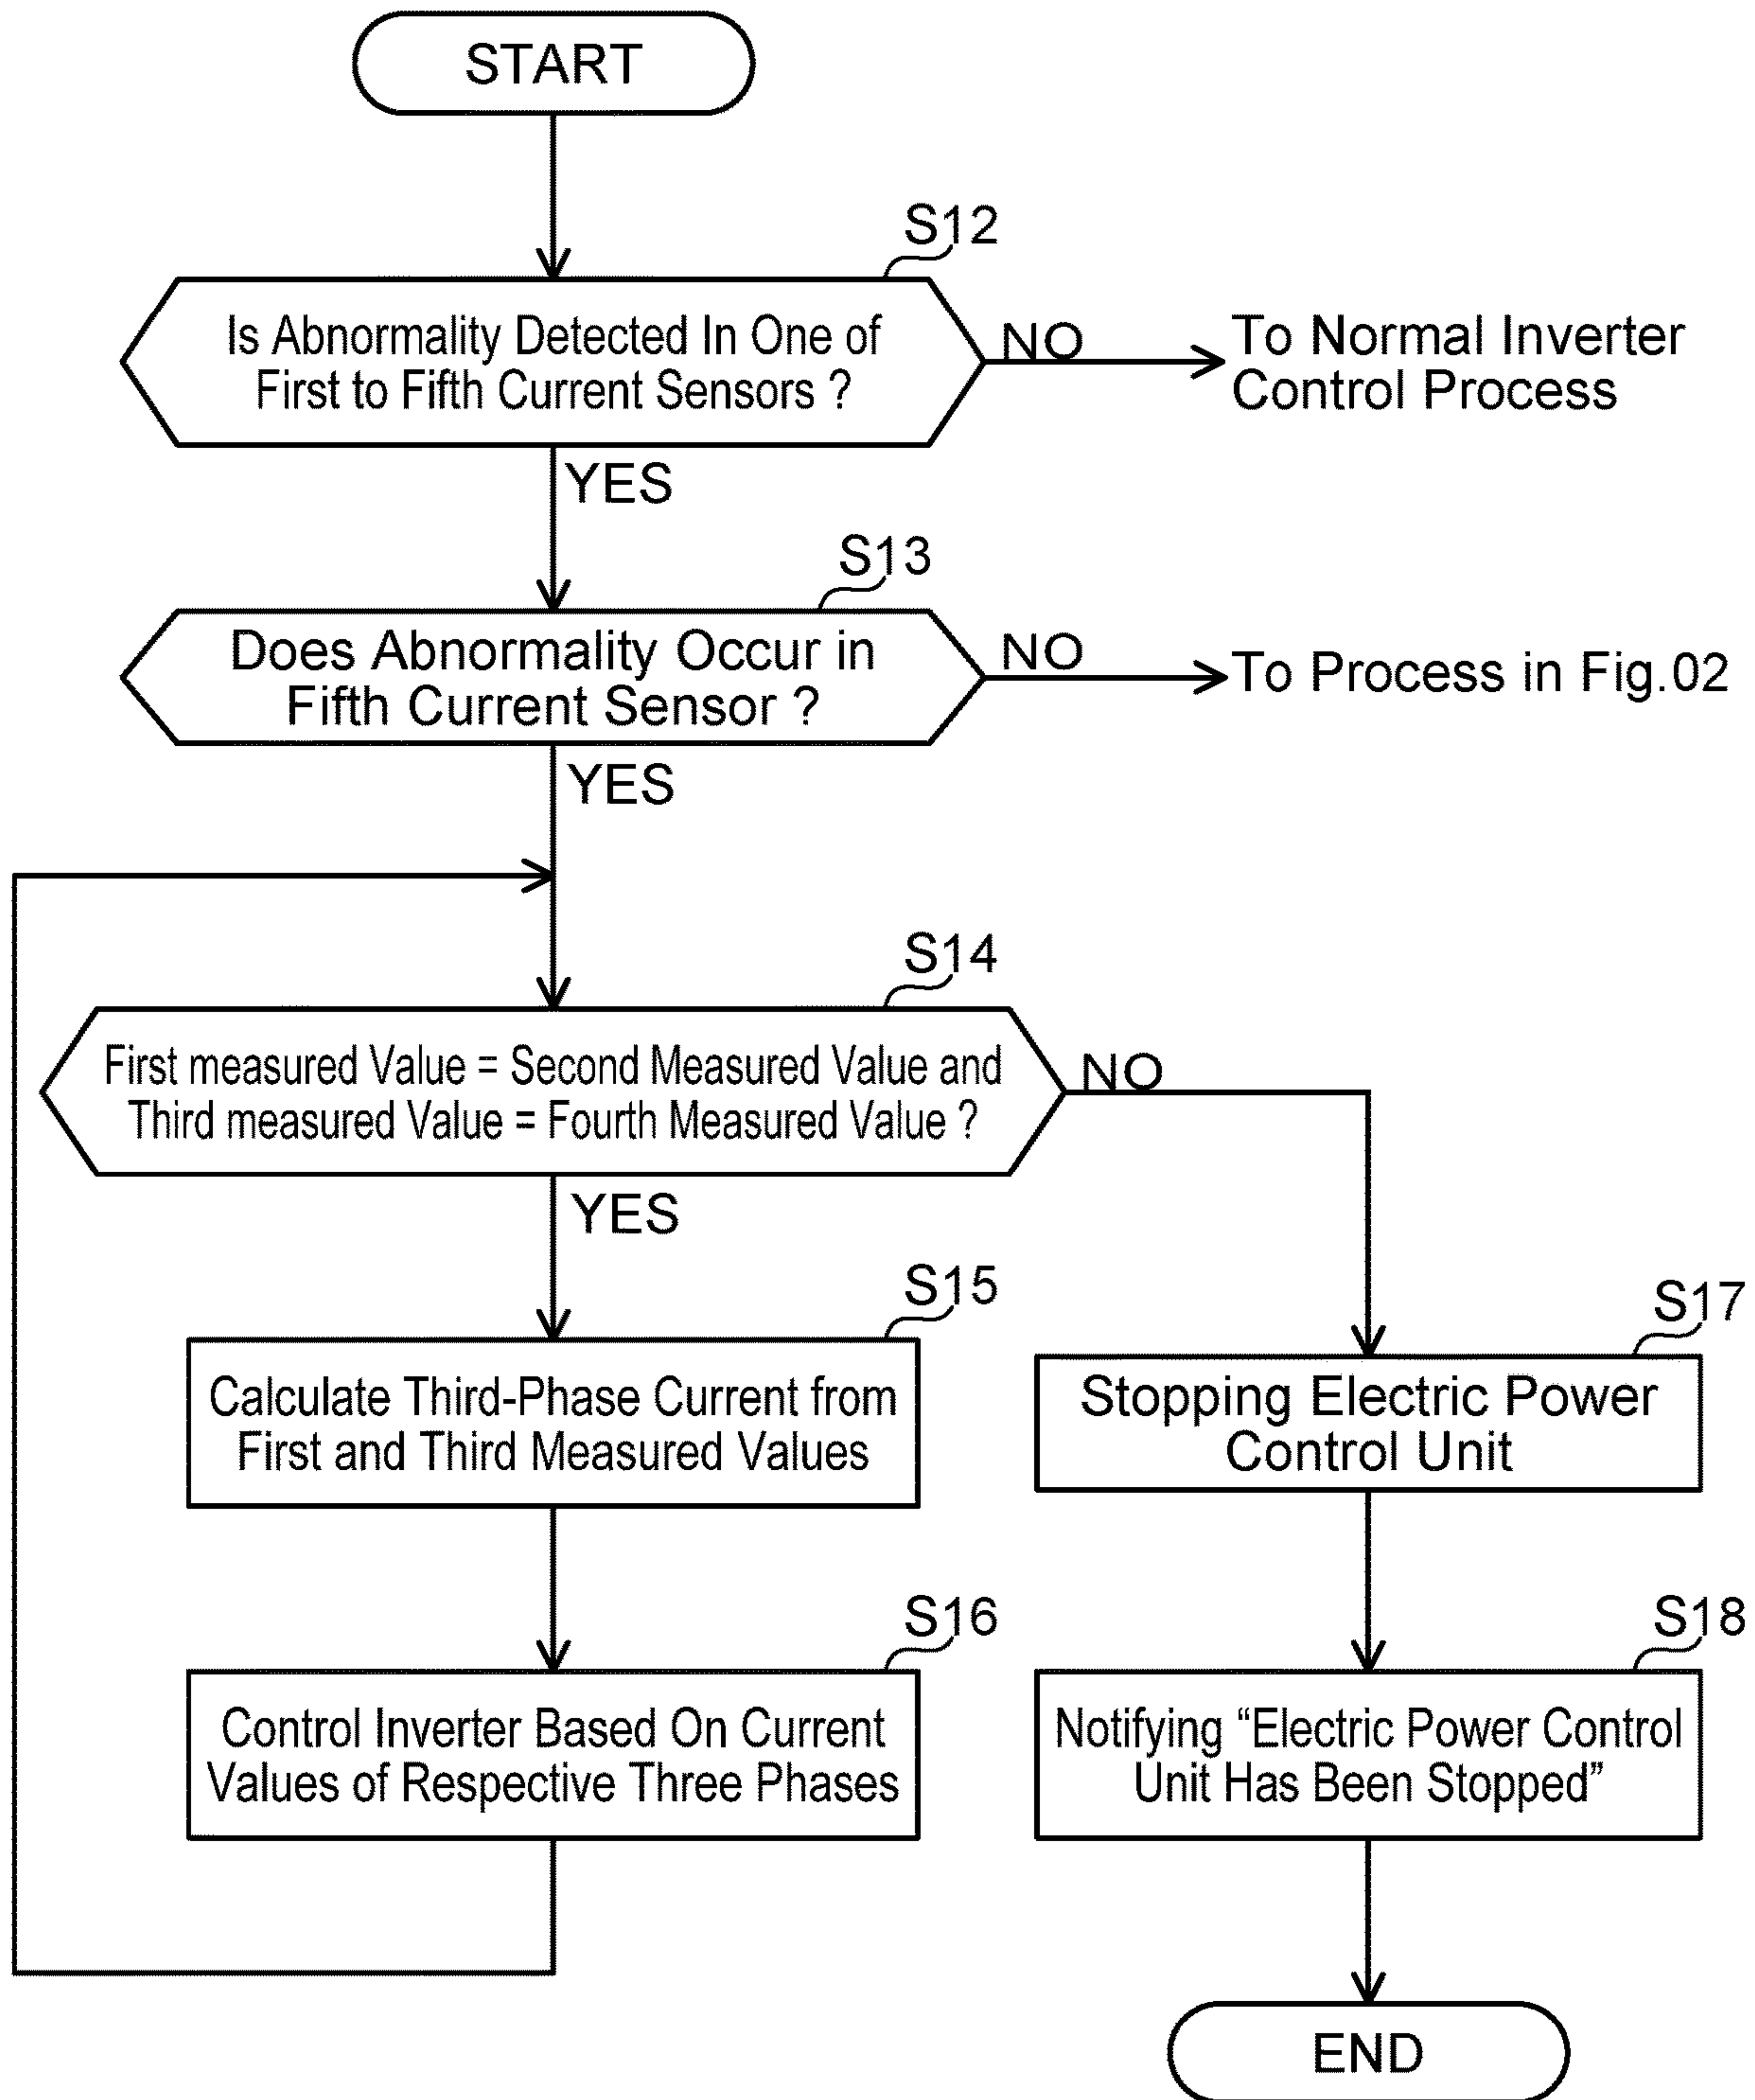 START
S12
Is Abnormality Detected In One of
First to Fifth Current Sensors ?
NO
To Normal Inverter
Control Process
YES
S13
Does Abnormality Occur in
Fifth Current Sensor ?
NO
To Process in Fig.02
YES
S14
First measured Value = Second Measured Value and
Third measured Value = Fourth Measured Value ?
NO
YES
S15
Calculate Third-Phase Current from
First and Third Measured Values
S17
Stopping Electric Power
Control Unit
S16
Control Inverter Based On Current
Values of Respective Three Phases
S18
Notifying “Electric Power Control
Unit Has Been Stopped”
END